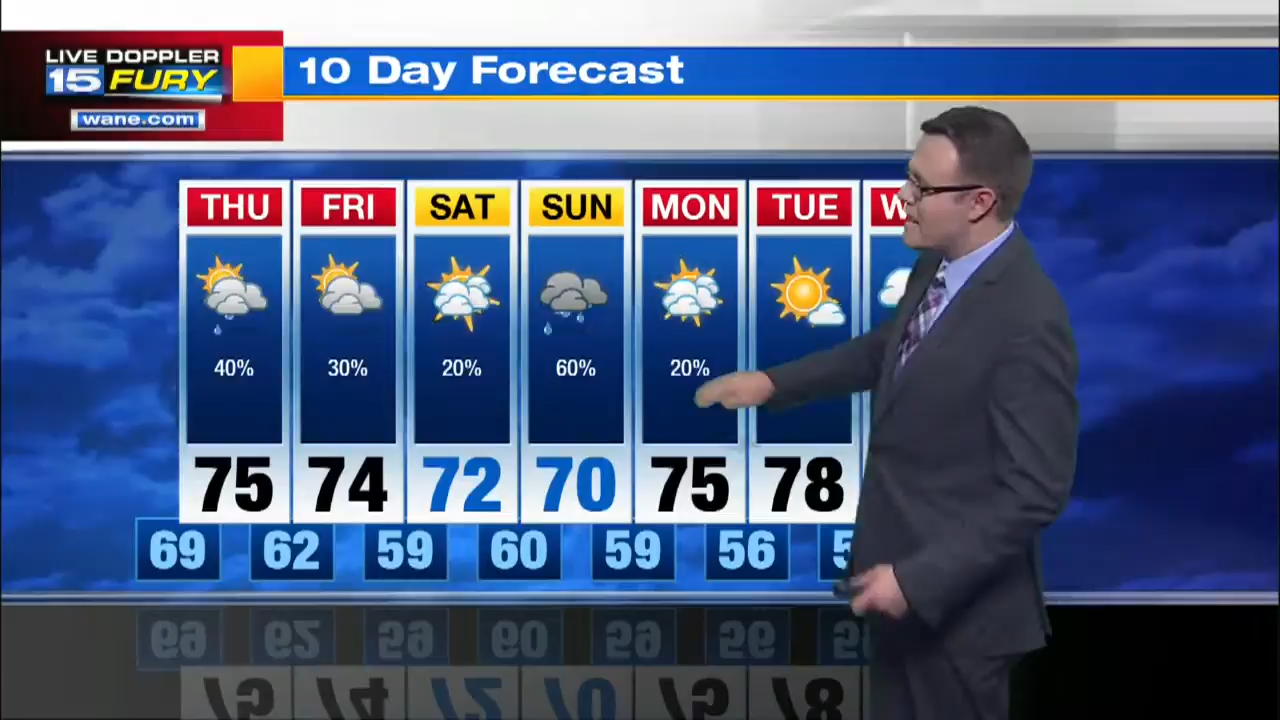 LIVE DOPPLER
15 FURY
wane.com
10 Day Forecast
THU FRI SAT SUN MON TUE
40% 30% 20% 60% 20%
75 74 72 70 75 78
69 62 59 60 59 56